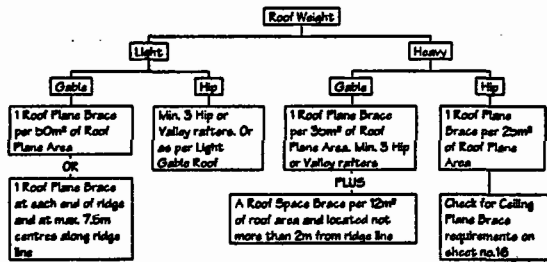 Roof Weight
Light
Heavy
Gable
Hip
Gable
Hip
1 Roof Plane Brace
per 50m² of Roof
Plane Area
OR
1 Roof Plane Brace
at each end of ridge
and at max. 7.5m
centres along ridge
line
Min. 3 Hip or
Valley rafters. Or
as per Light
Gable Roof
1 Roof Plane Brace
per 35m² of Roof
Plane Area. Min. 3 Hip
or Valley rafters
PLUS
A Roof Space Brace per 12m²
of roof area and located not
more than 2m from ridge line
1 Roof Plane
Brace per 25m²
of Roof Plane
Area
Check for Ceiling
Plane Brace
requirements on
sheet no.16